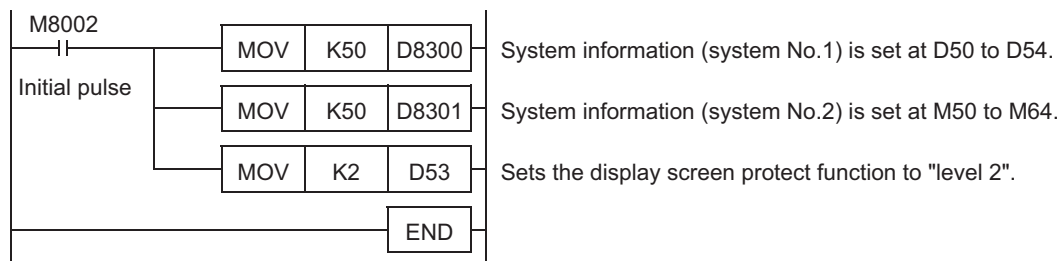 M8002
MOV K50 D8300 System information (system No.1) is set at D50 to D54.
Initial pulse
MOV K50 D8301 System information (system No.2) is set at M50 to M64.
MOV K2 D53 Sets the display screen protect function to "level 2".
END